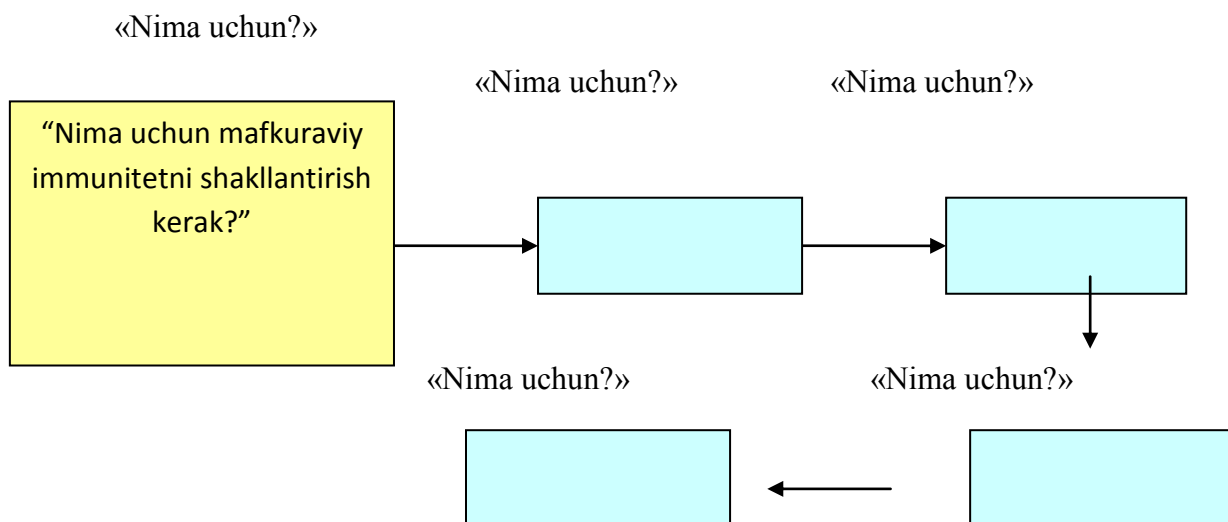 «Nima uchun?»
«Nima uchun?»
«Nima uchun?»
“Nima uchun mafkuraviy
immunitetni shakllantirish
kerak?”
«Nima uchun?»
«Nima uchun?»